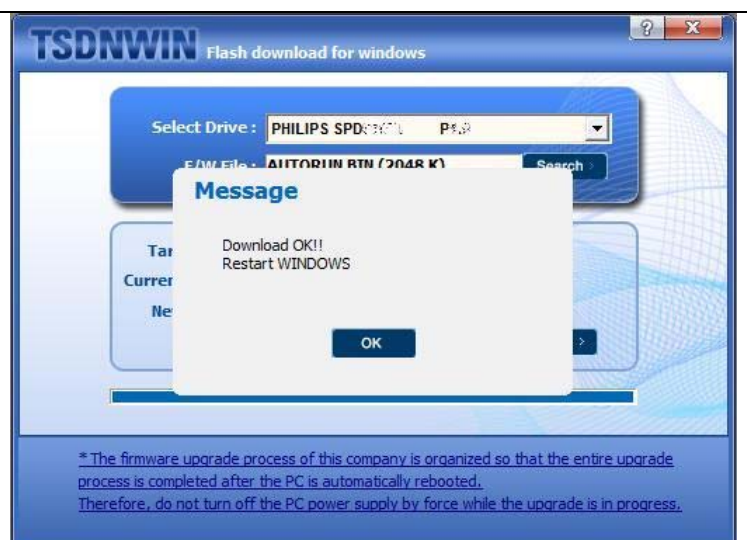 TSDNWIN Flash download for windows
Select Drive : PHILIPS
F/W File : AUTORUN.BIN (2048 K) Search >
Message
Download OK!!
Restart WINDOWS
OK
* The firmware upgrade process of this company is organized so that the entire upgrade
process is completed after the PC is automatically rebooted.
Therefore, do not turn off the PC power supply by force while the upgrade is in progress.